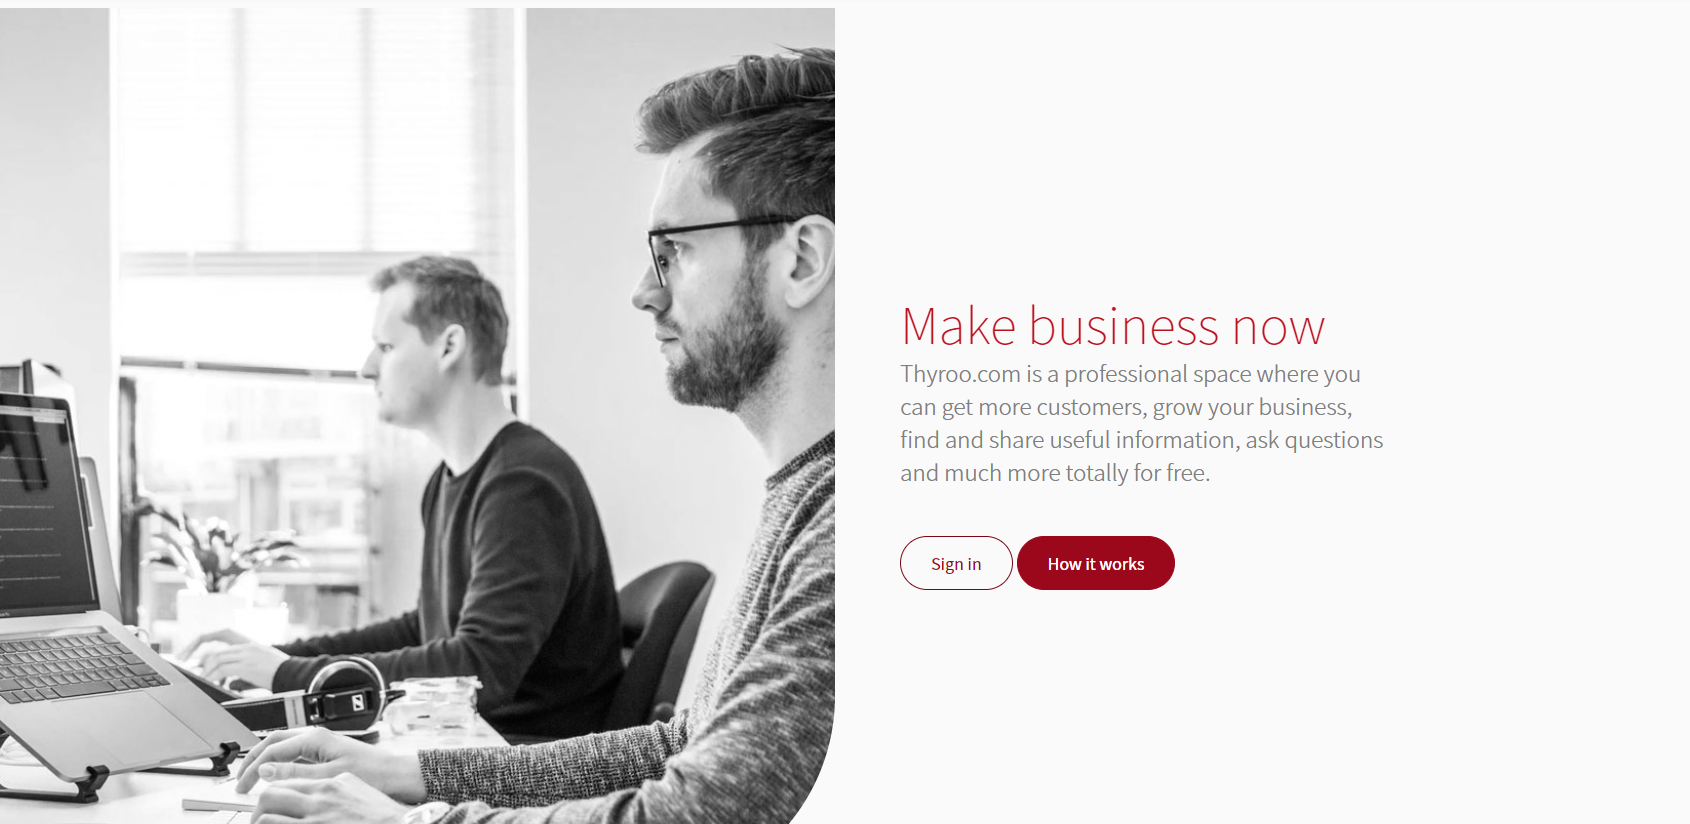 Make business now
Thyroo.com is a professional space where you
can get more customers, grow your business,
find and share useful information, ask questions
and much more totally for free.
Sign in
How it works